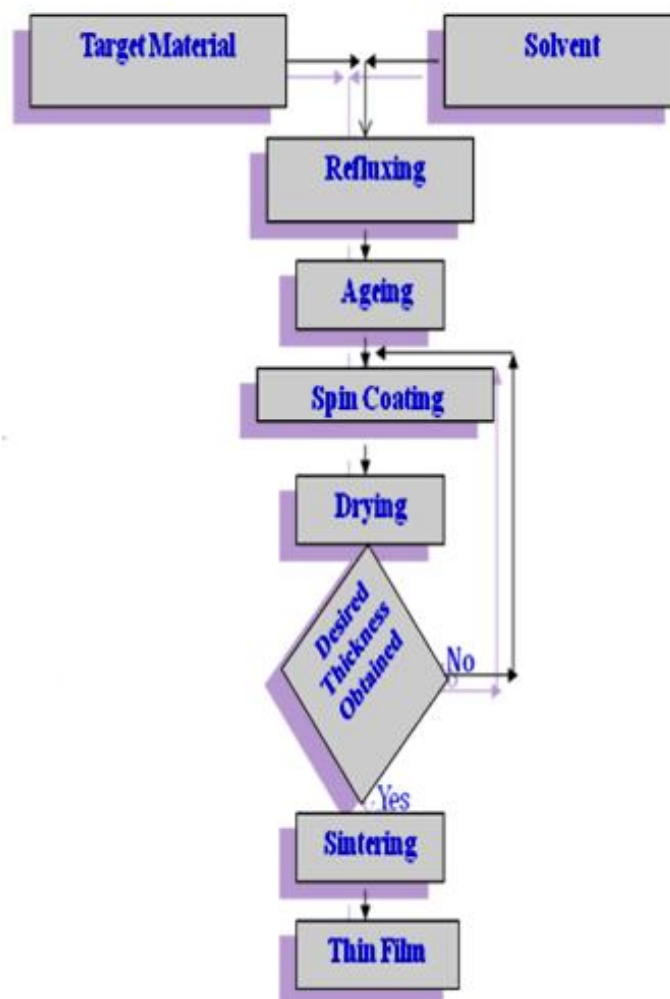 Target Material
Solvent
Refluxing
Ageing
Spin Coating
Drying
Desired
Thickness
Obtained
No
Yes
Sintering
Thin Film